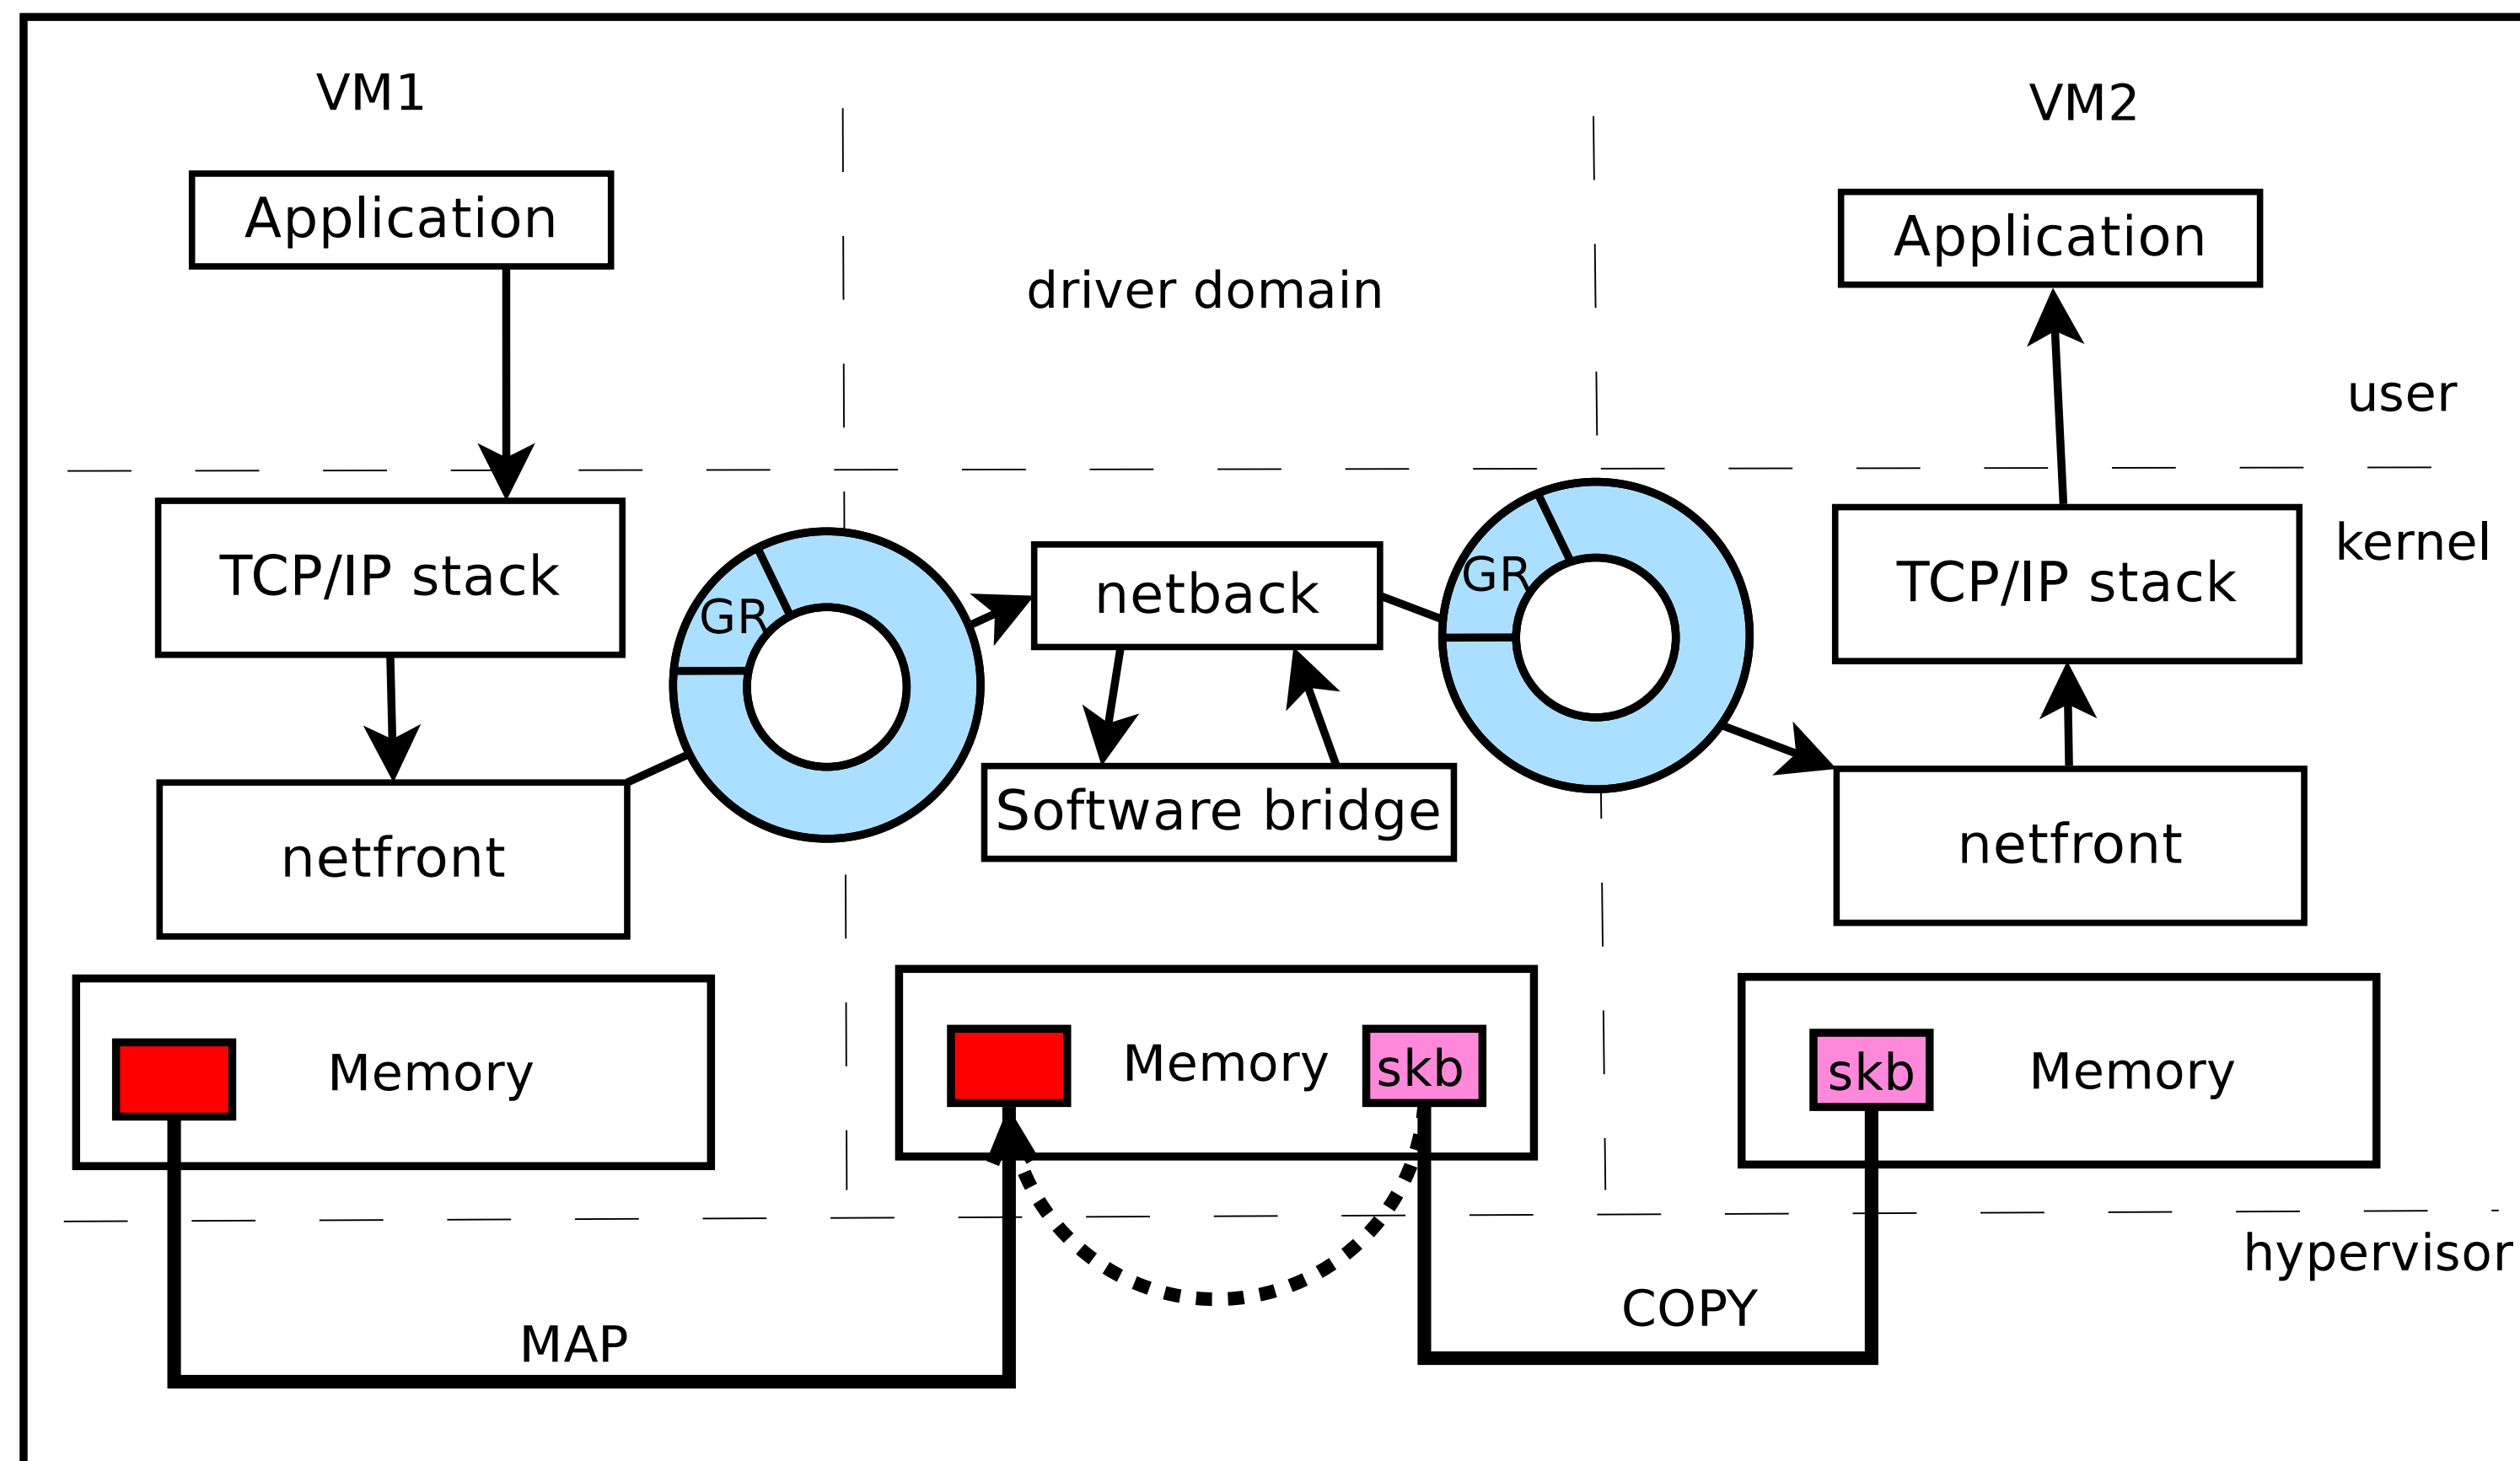 VM1
VM2
Application
Application
driver domain
user
kernel
TCP/IP stack
GR
netback
GR
TCP/IP stack
netfront
Software bridge
netfront
Memory
Memory
skb
skb
Memory
hypervisor
MAP
COPY